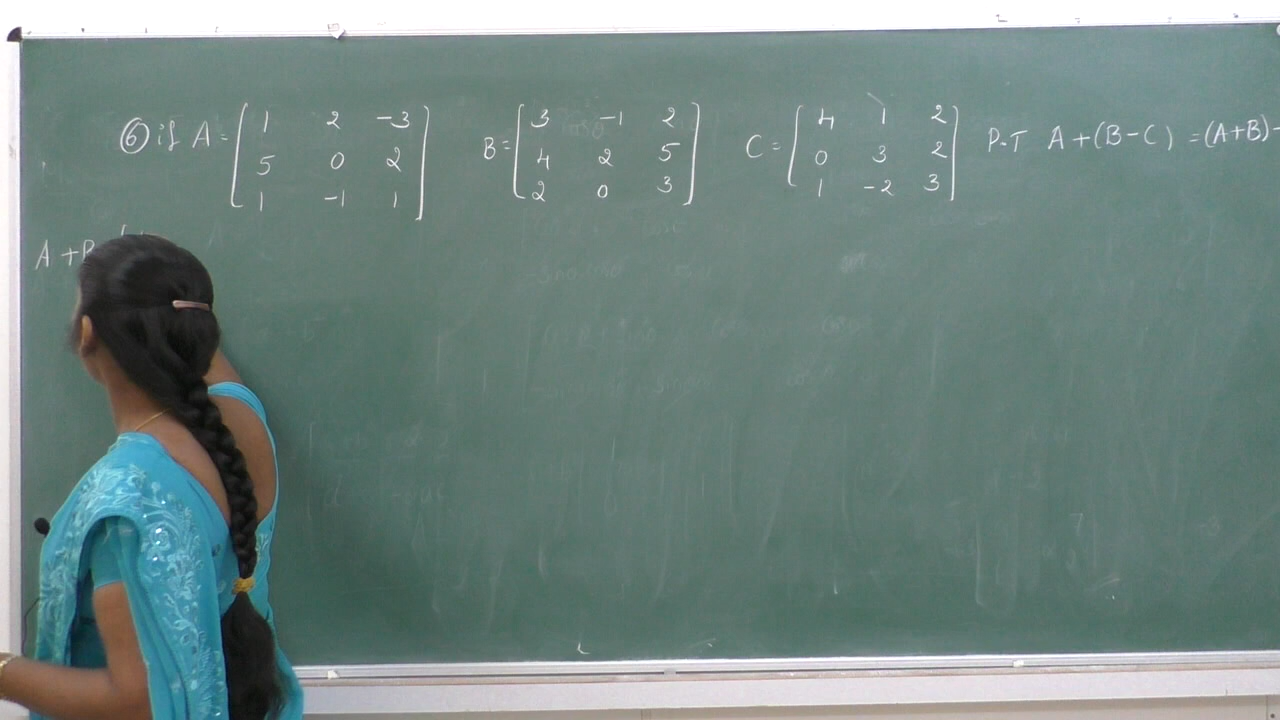 ⑥ if A = [ 1 2 -3 B = [ 3 -1 2 C = [ 4 1 2 P.T A+(B-C) = (A+B)-
5 0 2 ] 4 2 5 ] 0 3 2 ]
1 -1 1 2 0 3 1 -2 3
A+B